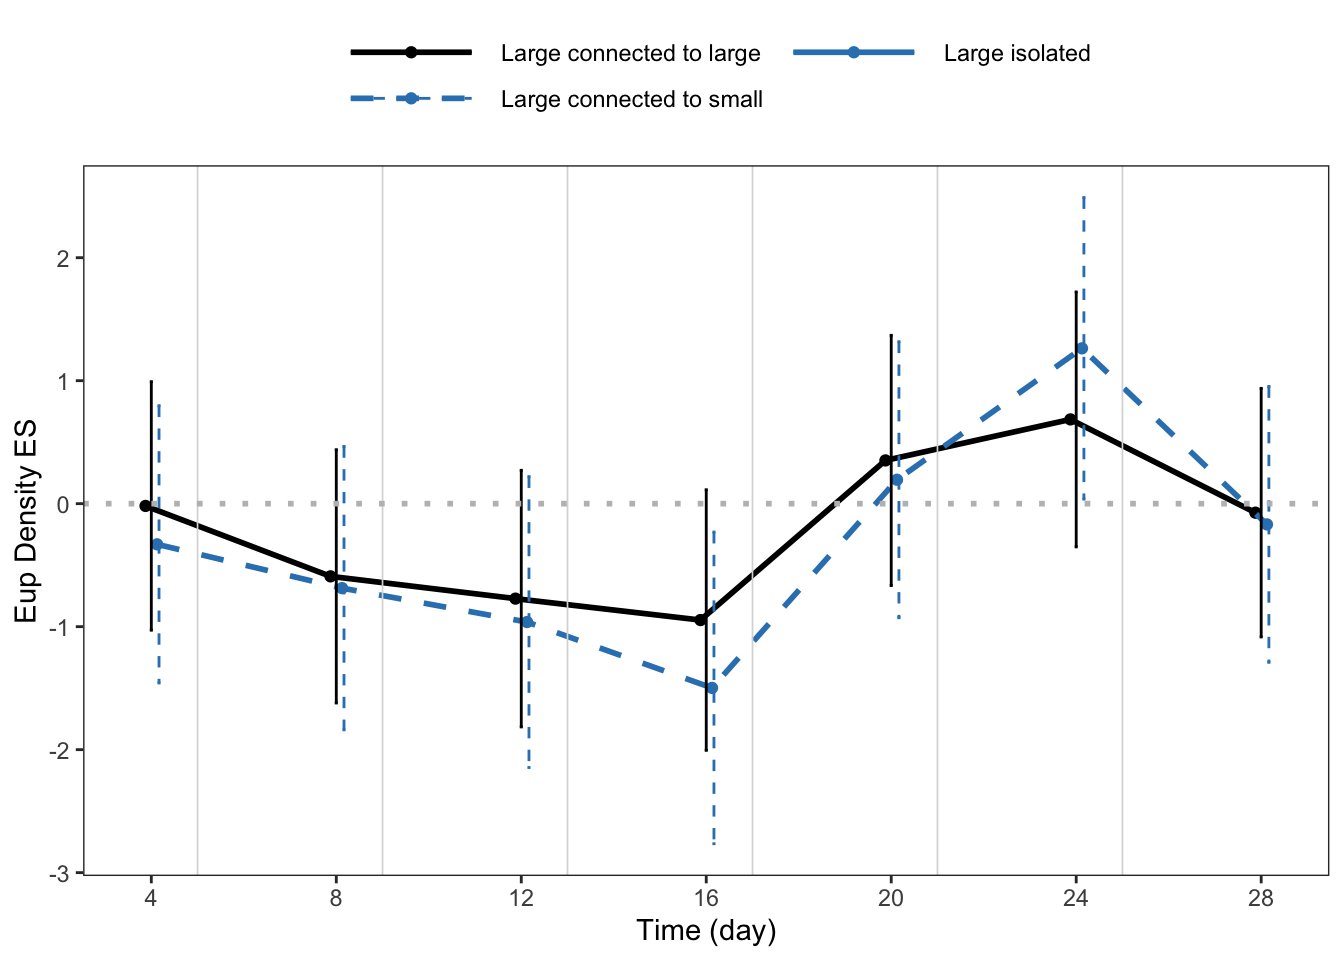 Large connected to large
Large isolated
Large connected to small
Eup Density ES
2
1
0
-1
-2
-3
4
8
12
16
20
24
28
Time (day)